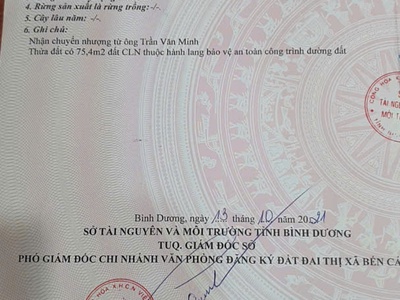 4. Rừng sản xuất là rừng trồng: -/-.
5. Cây lâu năm: -/-.
6. Ghi chú:
Nhận chuyển nhượng từ ông Trần Văn Minh
Thửa đất có 75,4m2 đất CLN thuộc hành lang bảo vệ an toàn công trình đường đất
Bình Dương, ngày 13 tháng 10 năm 2021
SỞ TÀI NGUYÊN VÀ MÔI TRƯỜNG TỈNH BÌNH DƯƠNG
TUQ. GIÁM ĐỐC SỞ
PHÓ GIÁM ĐỐC CHI NHÁNH VĂN PHÒNG ĐĂNG KÝ ĐẤT ĐAI THỊ XÃ BẾN CÁ